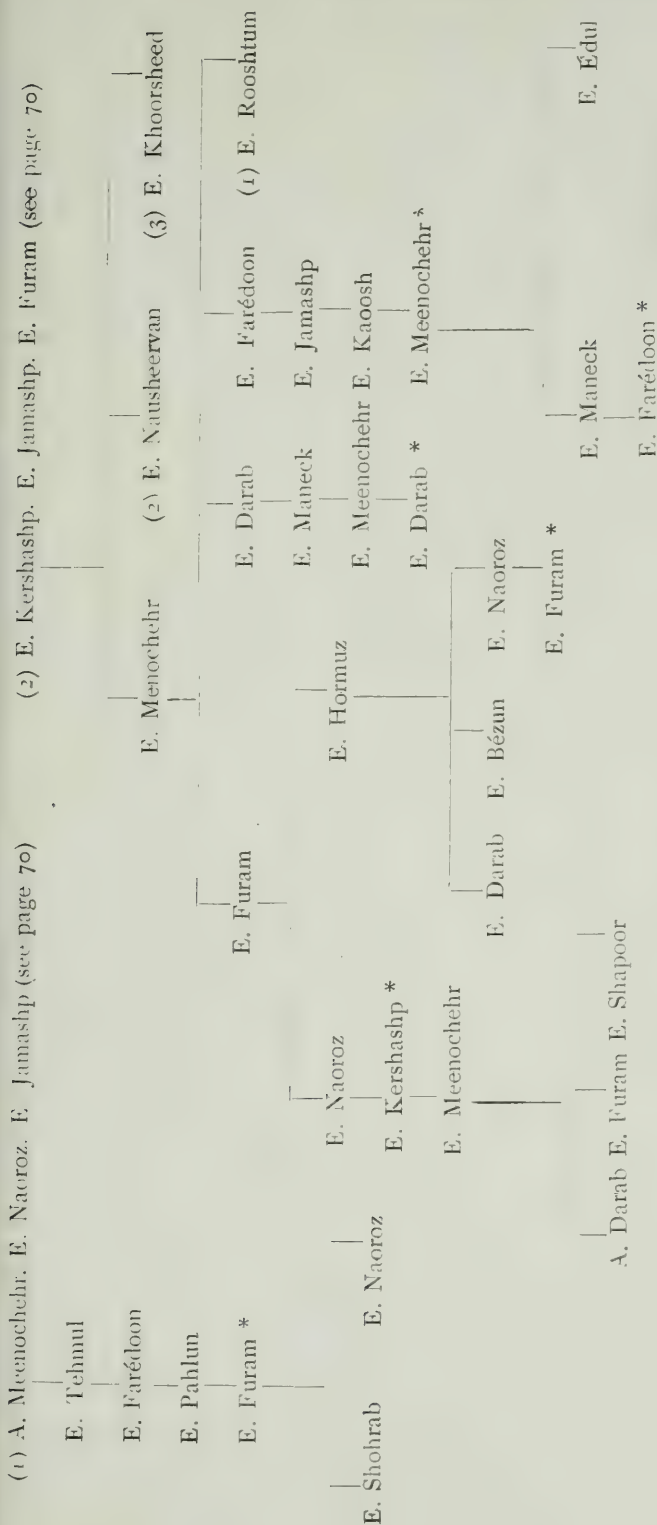 (1) A. Meenochehr. E. Naoroz. E Jamashp (see page 70) (2) E. Kershashp. E. Jamashp. E. Furam (see page 70)
E. Tehmul
E. Farédoon
E. Menochehr (2) E. Nausheervan (3) E. Khoorsheed
E. Pahlun
E. Furam * E. Furam E. Darab E. Farédoon (1) E. Rooshtum
E. Maneck E. Jamashp
E. Naoroz E. Hormuz
E. Meenochehr E. Kaoosh
E. Shohrab E. Naoroz
E. Kershashp *
E. Darab * E. Meenochehr *
E. Meenochehr
E. Darab E. Bézun E. Naoroz
E. Furam *
E. Maneck E. Édul
A. Darab E. Furam E. Shapoor
E. Farédoon *